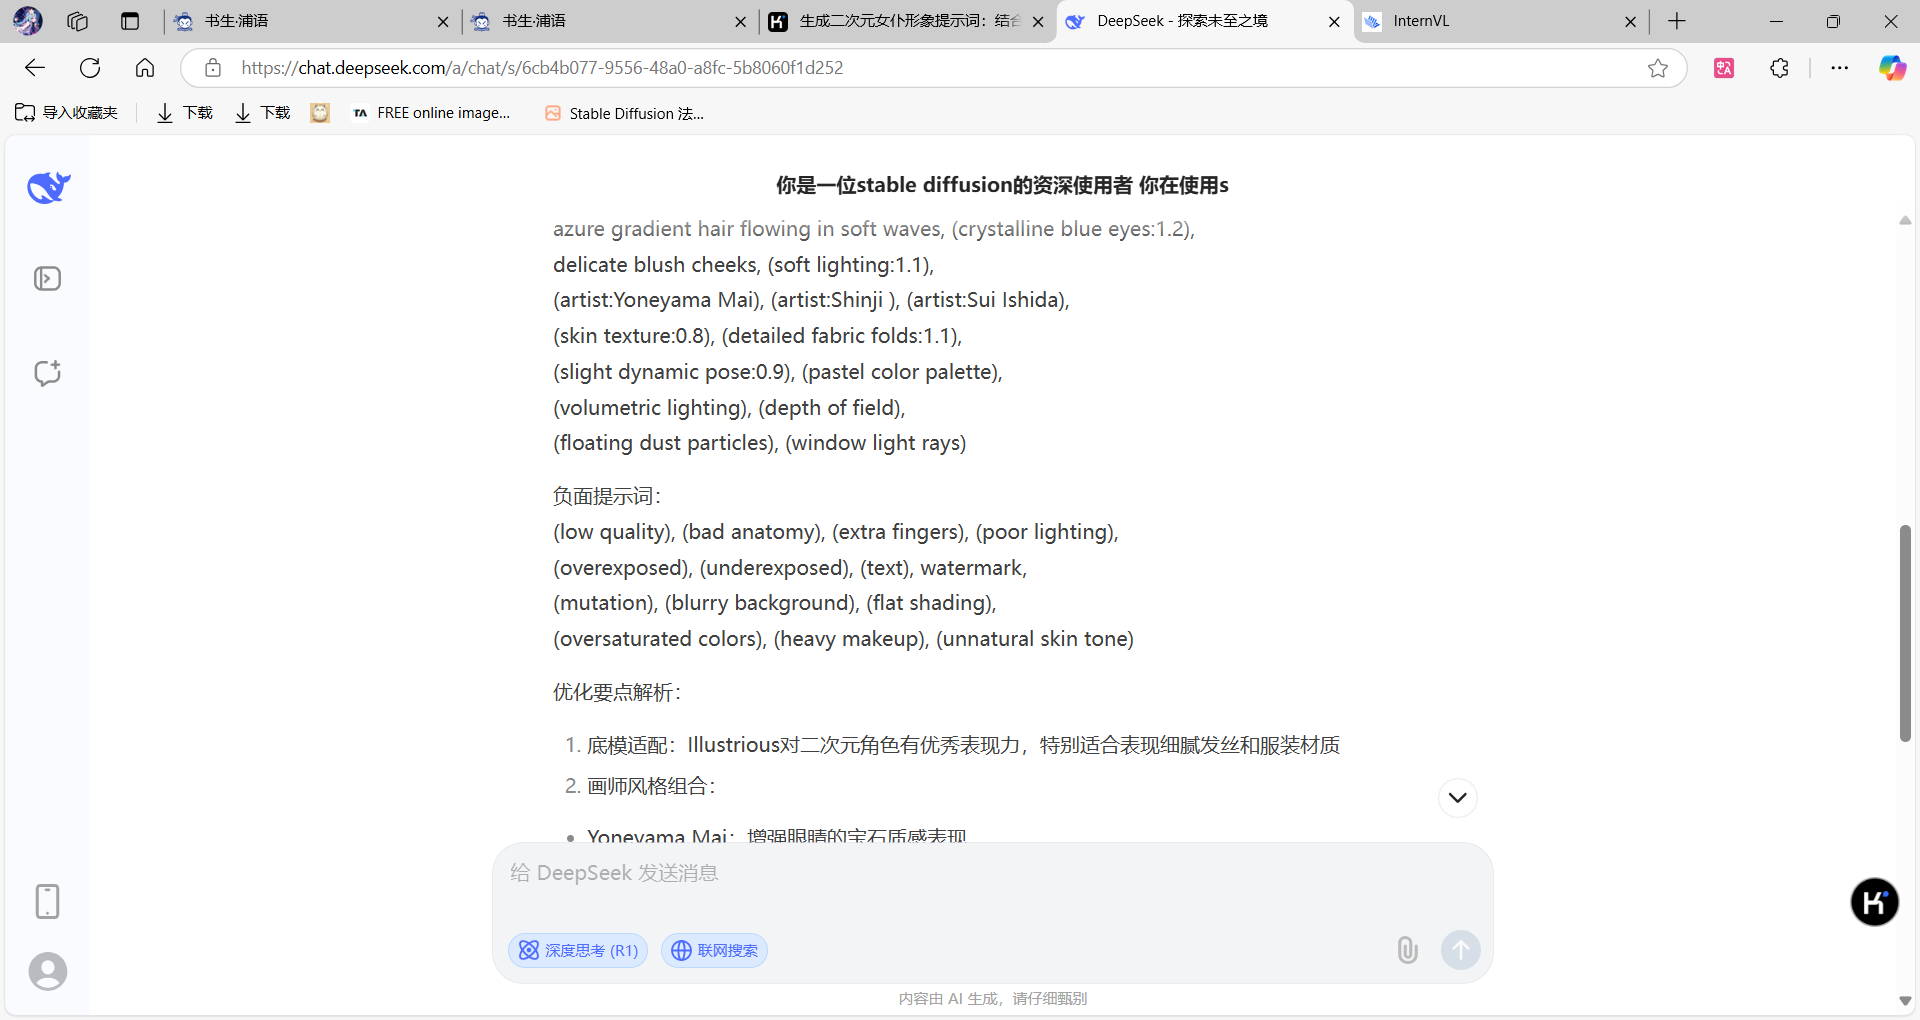 书生·浦语
书生·浦语
生成二次元女仆形象提示词：结合
DeepSeek - 探索未至之境
InternVL
https://chat.deepseek.com/a/chat/s/6cb4b077-9556-48a0-a8fc-5b8060f1d252
导入收藏夹
下载
下载
TA FREE online image...
Stable Diffusion 法...
你是一位stable diffusion的资深使用者 你在使用s
azure gradient hair flowing in soft waves, (crystalline blue eyes:1.2),
delicate blush cheeks, (soft lighting:1.1),
(artist:Yoneyama Mai), (artist:Shinji ), (artist:Sui Ishida),
(skin texture:0.8), (detailed fabric folds:1.1),
(slight dynamic pose:0.9), (pastel color palette),
(volumetric lighting), (depth of field),
(floating dust particles), (window light rays)
负面提示词：
(low quality), (bad anatomy), (extra fingers), (poor lighting),
(overexposed), (underexposed), (text), watermark,
(mutation), (blurry background), (flat shading),
(oversaturated colors), (heavy makeup), (unnatural skin tone)
优化要点解析：
1. 底模适配：Illustrious对二次元角色有优秀表现力，特别适合表现细腻发丝和服装材质
2. 画师风格组合：
Yoneyama Mai：增强眼睛的宝石质感表现
给 DeepSeek 发送消息
深度思考 (R1)
联网搜索
内容由 AI 生成，请仔细甄别